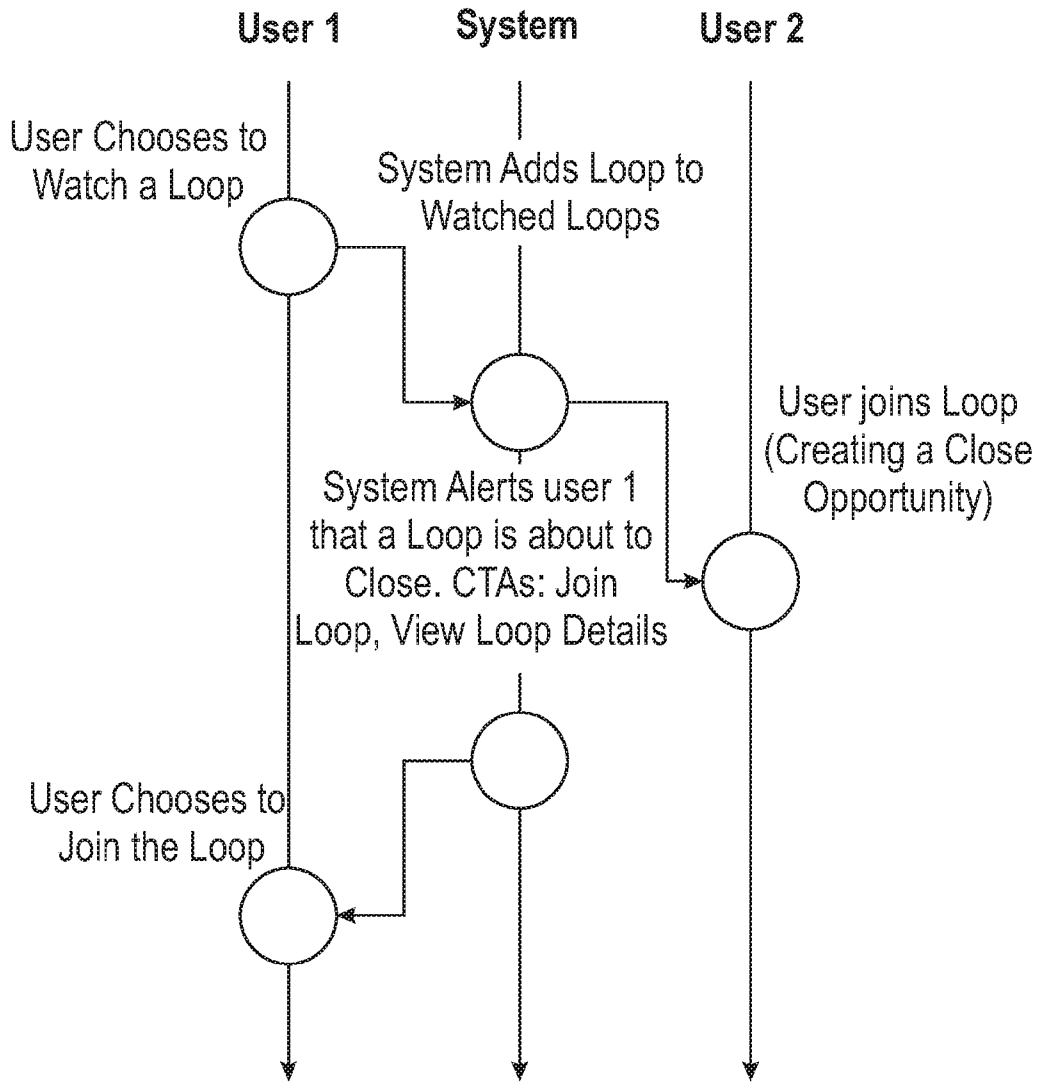 User 1
System
User 2
User Chooses to
Watch a Loop
System Adds Loop to
Watched Loops
User joins Loop
(Creating a Close
Opportunity)
System Alerts user 1
that a Loop is about to
Close. CTAs: Join
Loop, View Loop Details
User Chooses to
Join the Loop